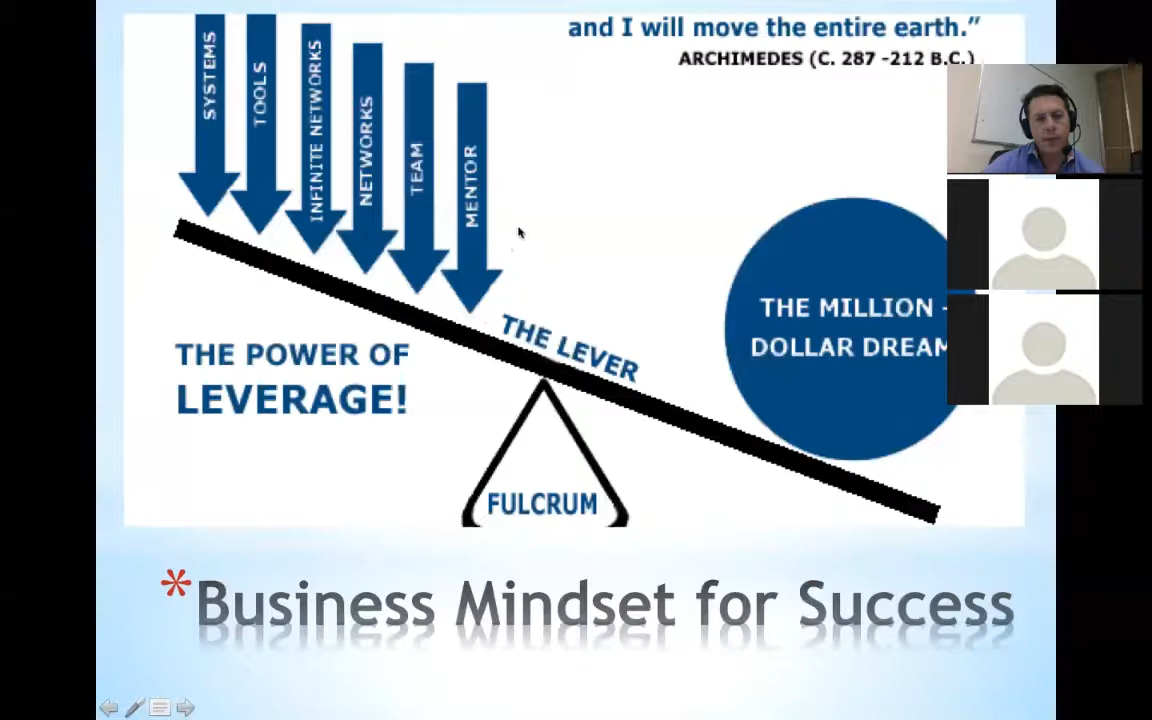 and I will move the entire earth.”
ARCHIMEDES (C. 287 -212 B.C.)
SYSTEMS
TOOLS
INFINITE NETWORKS
NETWORKS
TEAM
MENTOR
THE MILLION -
DOLLAR DREAM
THE LEVER
THE POWER OF
LEVERAGE!
FULCRUM
*Business Mindset for Success